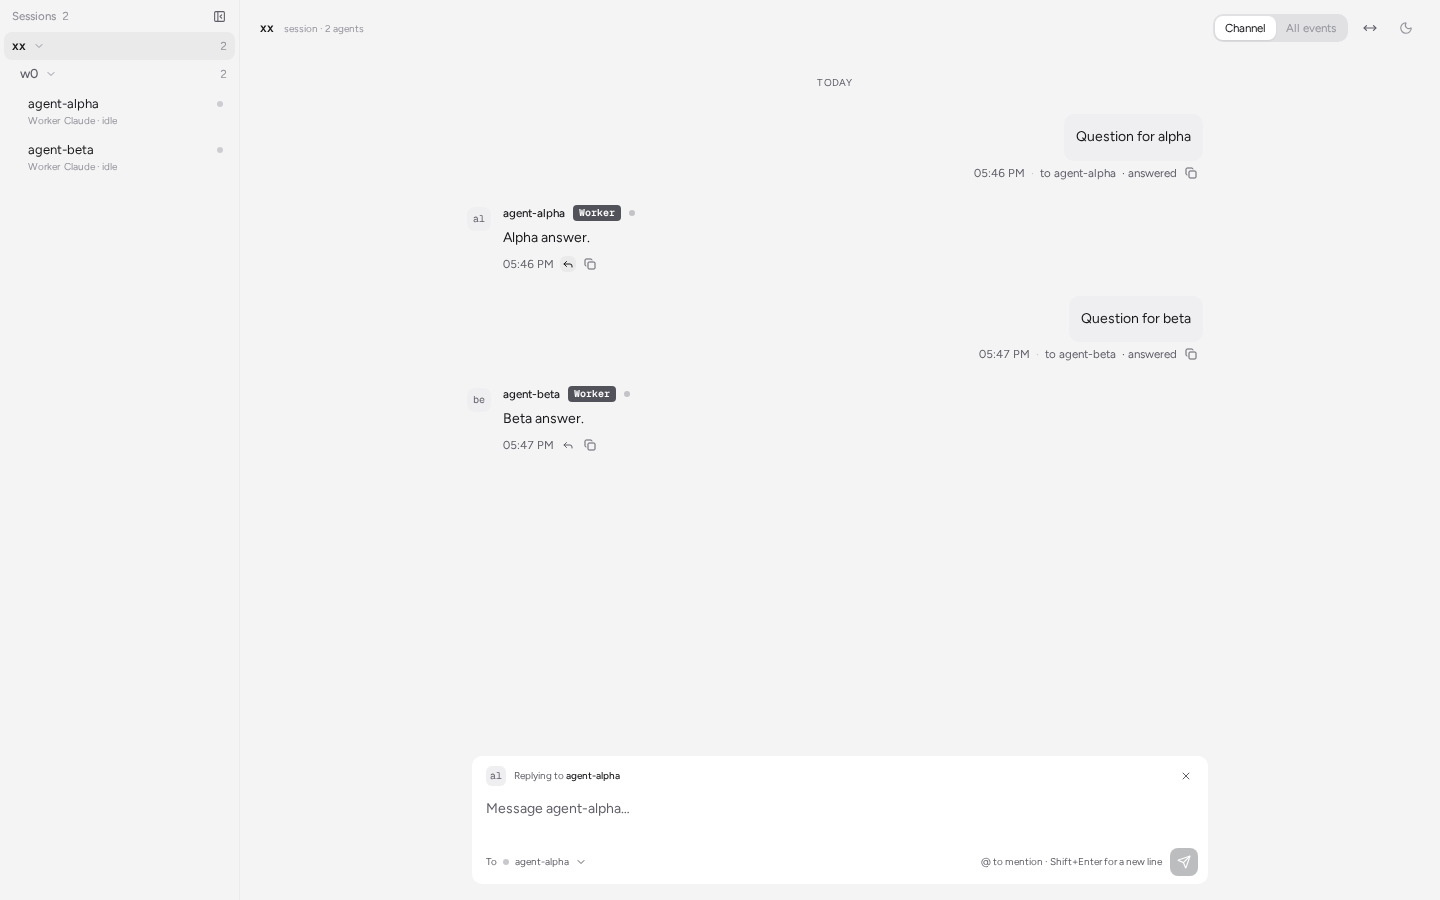 Sessions 2
xx 2
w0 2
agent-alpha
Worker Claude · idle
agent-beta
Worker Claude · idle
xx session · 2 agents
Channel All events
TODAY
Question for alpha
05:46 PM · to agent-alpha · answered
al agent-alpha Worker
Alpha answer.
05:46 PM
Question for beta
05:47 PM · to agent-beta · answered
be agent-beta Worker
Beta answer.
05:47 PM
al Replying to agent-alpha
Message agent-alpha...
To agent-alpha @ to mention · Shift+Enter for a new line